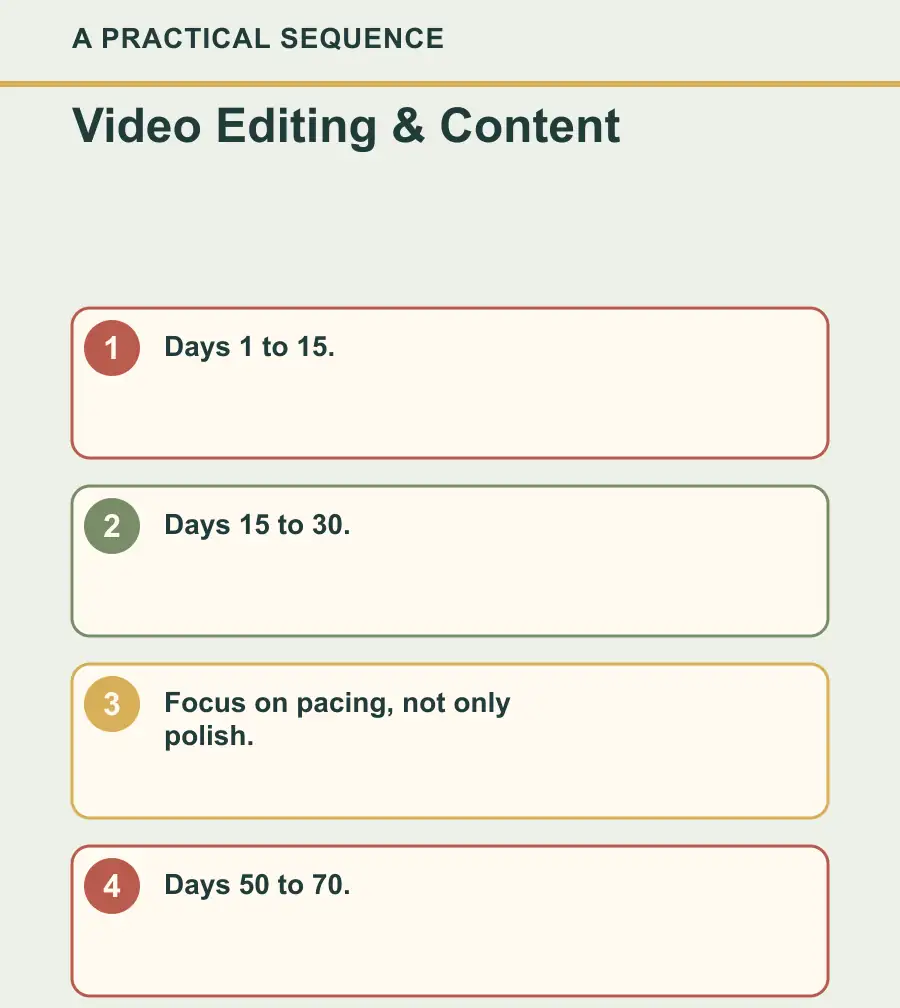 A PRACTICAL SEQUENCE
Video Editing & Content
1
Days 1 to 15.
2
Days 15 to 30.
3
Focus on pacing, not only
polish.
4
Days 50 to 70.